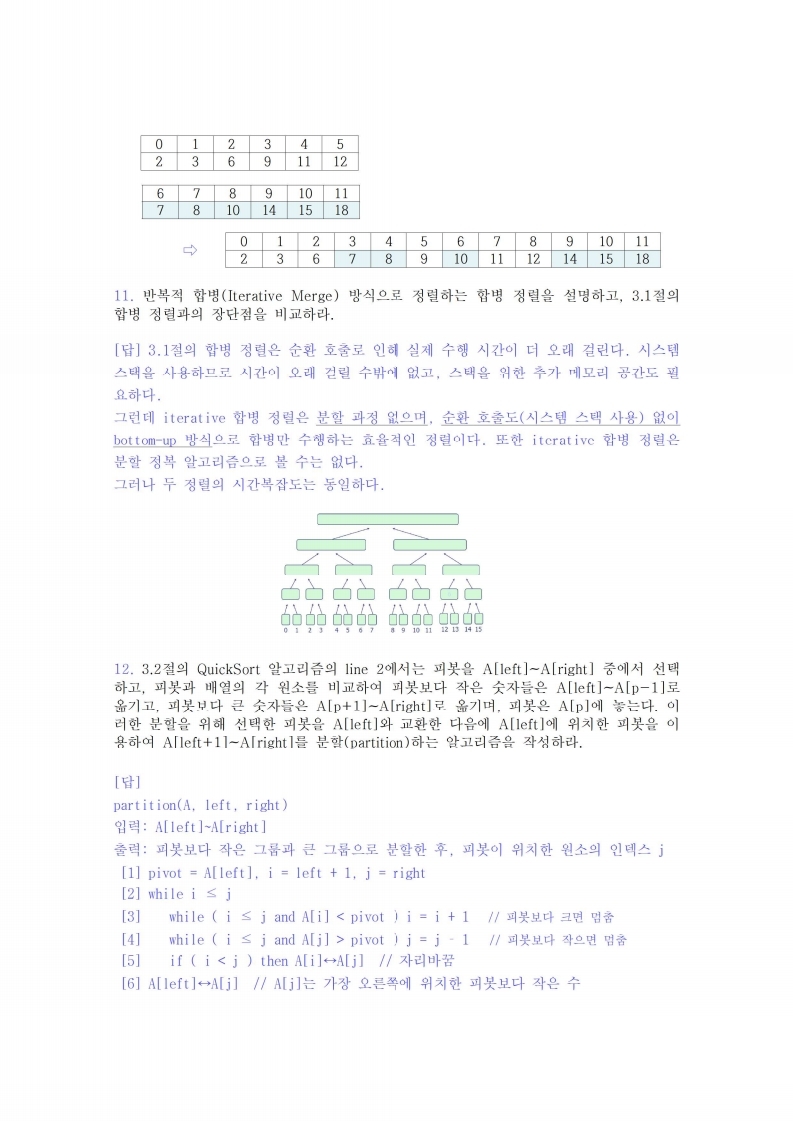 0 1 2 3 4 5
2 3 6 9 11 12
6 7 8 9 10 11
7 8 10 14 15 18
⇨
0 1 2 3 4 5 6 7 8 9 10 11
2 3 6 7 8 9 10 11 12 14 15 18
11. 반복적 합병(Iterative Merge) 방식으로 정렬하는 합병 정렬을 설명하고, 3.1절의
합병 정렬과의 장단점을 비교하라.
[답] 3.1절의 합병 정렬은 순환 호출로 인해 실제 수행 시간이 더 오래 걸린다. 시스템
스택을 사용하므로 시간이 오래 걸릴 수밖에 없고, 스택을 위한 추가 메모리 공간도 필
요하다.
그런데 iterative 합병 정렬은 분할 과정 없으며, 순환 호출도(시스템 스택 사용) 없이
bottom-up 방식으로 합병만 수행하는 효율적인 정렬이다. 또한 iterative 합병 정렬은
분할 정복 알고리즘으로 볼 수는 없다.
그러나 두 정렬의 시간복잡도는 동일하다.
0 1 2 3 4 5 6 7 8 9 10 11 12 13 14 15
12. 3.2절의 QuickSort 알고리즘의 line 2에서는 피봇을 A[left]~A[right] 중에서 선택
하고, 피봇과 배열의 각 원소를 비교하여 피봇보다 작은 숫자들은 A[left]~A[p-1]로
옮기고, 피봇보다 큰 숫자들은 A[p+1]~A[right]로 옮기며, 피봇은 A[p]에 놓는다. 이
러한 분할을 위해 선택한 피봇을 A[left]와 교환한 다음에 A[left]에 위치한 피봇을 이
용하여 A[left+1]~A[right]를 분할(partition)하는 알고리즘을 작성하라.
[답]
partition(A, left, right)
입력: A[left]~A[right]
출력: 피봇보다 작은 그룹과 큰 그룹으로 분할한 후, 피봇이 위치한 원소의 인덱스 j
[1] pivot = A[left], i = left + 1, j = right
[2] while i ≤ j
[3] while ( i ≤ j and A[i] < pivot ) i = i + 1 // 피봇보다 크면 멈춤
[4] while ( i ≤ j and A[j] > pivot ) j = j - 1 // 피봇보다 작으면 멈춤
[5] if ( i < j ) then A[i]↔A[j] // 자리바꿈
[6] A[left]↔A[j] // A[j]는 가장 오른쪽에 위치한 피봇보다 작은 수